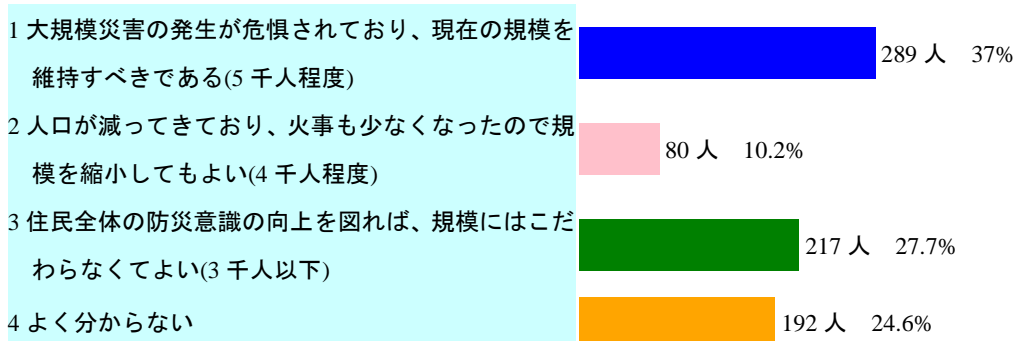 1 大規模災害の発生が危惧されており、現在の規模を
維持すべきである(5 千人程度)
289 人 37%
2 人口が減ってきており、火事も少なくなったので規
模を縮小してもよい(4 千人程度)
80 人 10.2%
3 住民全体の防災意識の向上を図れば、規模にはこだ
わらなくてよい(3 千人以下)
217 人 27.7%
4 よく分からない
192 人 24.6%